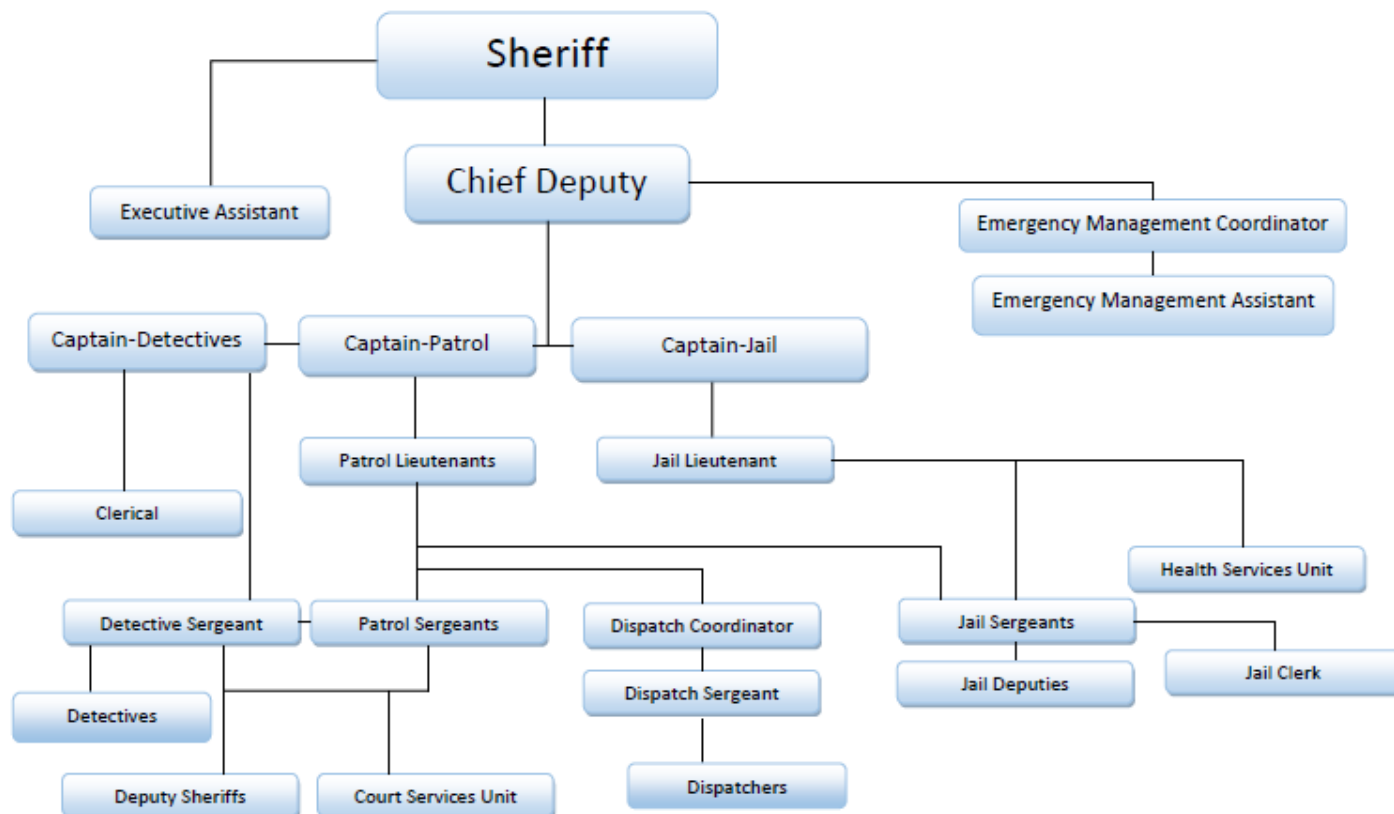 Sheriff
Chief Deputy
Executive Assistant
Emergency Management Coordinator
Emergency Management Assistant
Captain-Detectives
Captain-Patrol
Captain-Jail
Patrol Lieutenants
Jail Lieutenant
Clerical
Health Services Unit
Detective Sergeant
Patrol Sergeants
Dispatch Coordinator
Jail Sergeants
Jail Clerk
Jail Deputies
Dispatch Sergeant
Detectives
Deputy Sheriffs
Court Services Unit
Dispatchers